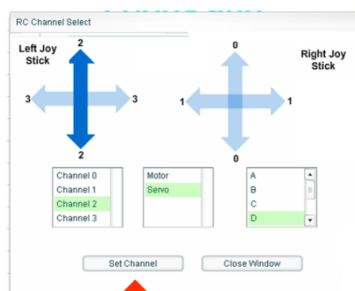 RC Channel Select
Left Joy
Stick
2
3
3
2
0
1
1
0
Right Joy
Stick
Channel 0
Channel 1
Channel 2
Channel 3
Motor
Servo
A
B
C
D
Set Channel
Close Window